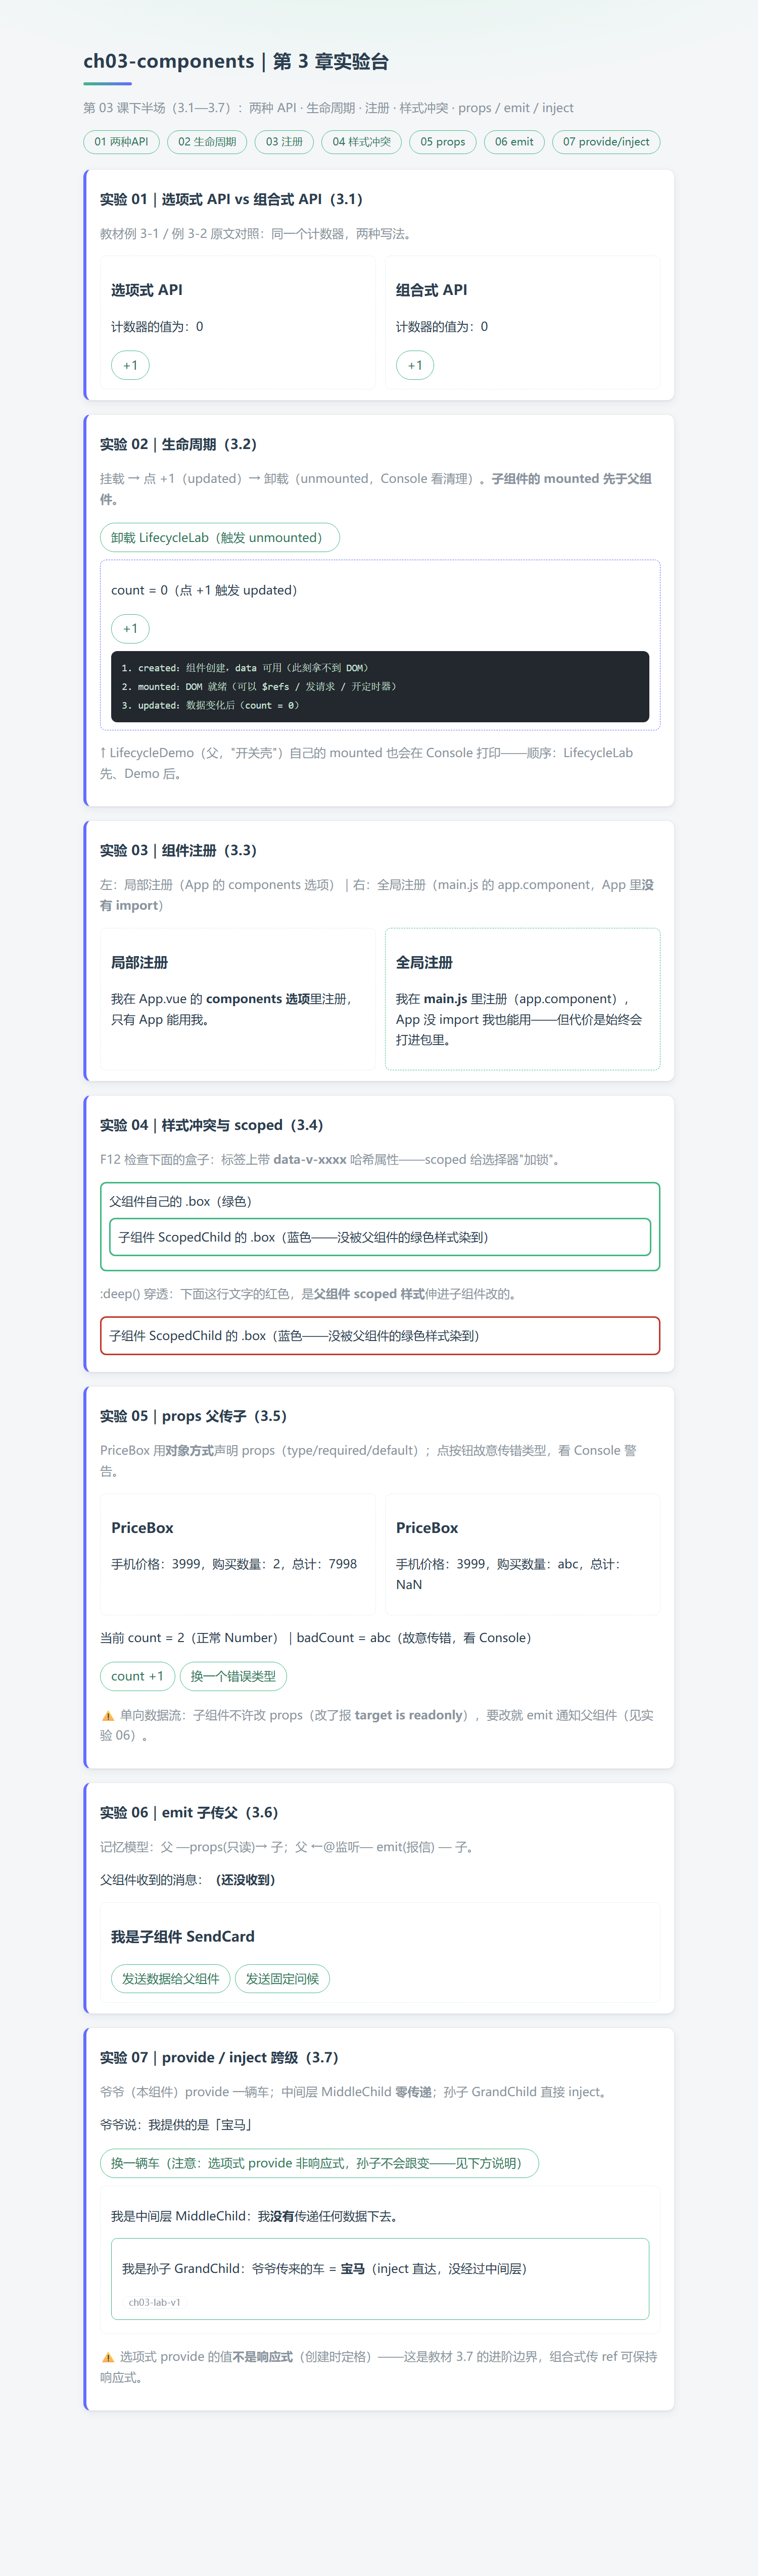 ch03-components | 第 3 章实验台
第 03 课下半场（3.1—3.7）：两种 API · 生命周期 · 注册 · 样式冲突 · props / emit / inject
01 两种API
02 生命周期
03 注册
04 样式冲突
05 props
06 emit
07 provide/inject
实验 01｜选项式 API vs 组合式 API（3.1）
教材例 3-1 / 例 3-2 原文对照：同一个计数器，两种写法。
选项式 API
计数器的值为：0
+1
组合式 API
计数器的值为：0
+1
实验 02｜生命周期（3.2）
挂载 → 点 +1（updated）→ 卸载（unmounted，Console 看清理）。子组件的 mounted 先于父组
件。
卸载 LifecycleLab（触发 unmounted）
count = 0（点 +1 触发 updated）
+1
1. created：组件创建，data 可用（此刻拿不到 DOM）
2. mounted：DOM 就绪（可以 $refs / 发请求 / 开定时器）
3. updated：数据变化后（count = 0）
↑ LifecycleDemo（父，"开关壳"）自己的 mounted 也会在 Console 打印——顺序：LifecycleLab
先、Demo 后。
实验 03｜组件注册（3.3）
左：局部注册（App 的 components 选项）｜右：全局注册（main.js 的 app.component，App 里没
有 import）
局部注册
我在 App.vue 的 components 选项里注册，
只有 App 能用我。
全局注册
我在 main.js 里注册（app.component），
App 没 import 我也能用——但代价是始终会
打进包里。
实验 04｜样式冲突与 scoped（3.4）
F12 检查下面的盒子：标签上带 data-v-xxxx 哈希属性——scoped 给选择器"加锁"。
父组件自己的 .box（绿色）
子组件 ScopedChild 的 .box（蓝色——没被父组件的绿色样式染到）
:deep() 穿透：下面这行文字的红色，是父组件 scoped 样式伸进子组件改的。
子组件 ScopedChild 的 .box（蓝色——没被父组件的绿色样式染到）
实验 05｜props 父传子（3.5）
PriceBox 用对象方式声明 props（type/required/default）；点按钮故意传错类型，看 Console 警
告。
PriceBox
手机价格：3999，购买数量：2，总计：7998
PriceBox
手机价格：3999，购买数量：abc，总计：
NaN
当前 count = 2（正常 Number）｜badCount = abc（故意传错，看 Console）
count +1
换一个错误类型
⚠️ 单向数据流：子组件不许改 props（改了报 target is readonly），要改就 emit 通知父组件（见实
验 06）。
实验 06｜emit 子传父（3.6）
记忆模型：父 —props(只读)→ 子；父 ←@监听— emit(报信) — 子。
父组件收到的消息：（还没收到）
我是子组件 SendCard
发送数据给父组件
发送固定问候
实验 07｜provide / inject 跨级（3.7）
爷爷（本组件）provide 一辆车；中间层 MiddleChild 零传递；孙子 GrandChild 直接 inject。
爷爷说：我提供的是「宝马」
换一辆车（注意：选项式 provide 非响应式，孙子不会跟变——见下方说明）
我是中间层 MiddleChild：我没有传递任何数据下去。
我是孙子 GrandChild：爷爷传来的车 = 宝马（inject 直达，没经过中间层）
ch03-lab-v1
⚠️ 选项式 provide 的值不是响应式（创建时定格）——这是教材 3.7 的进阶边界，组合式传 ref 可保持
响应式。